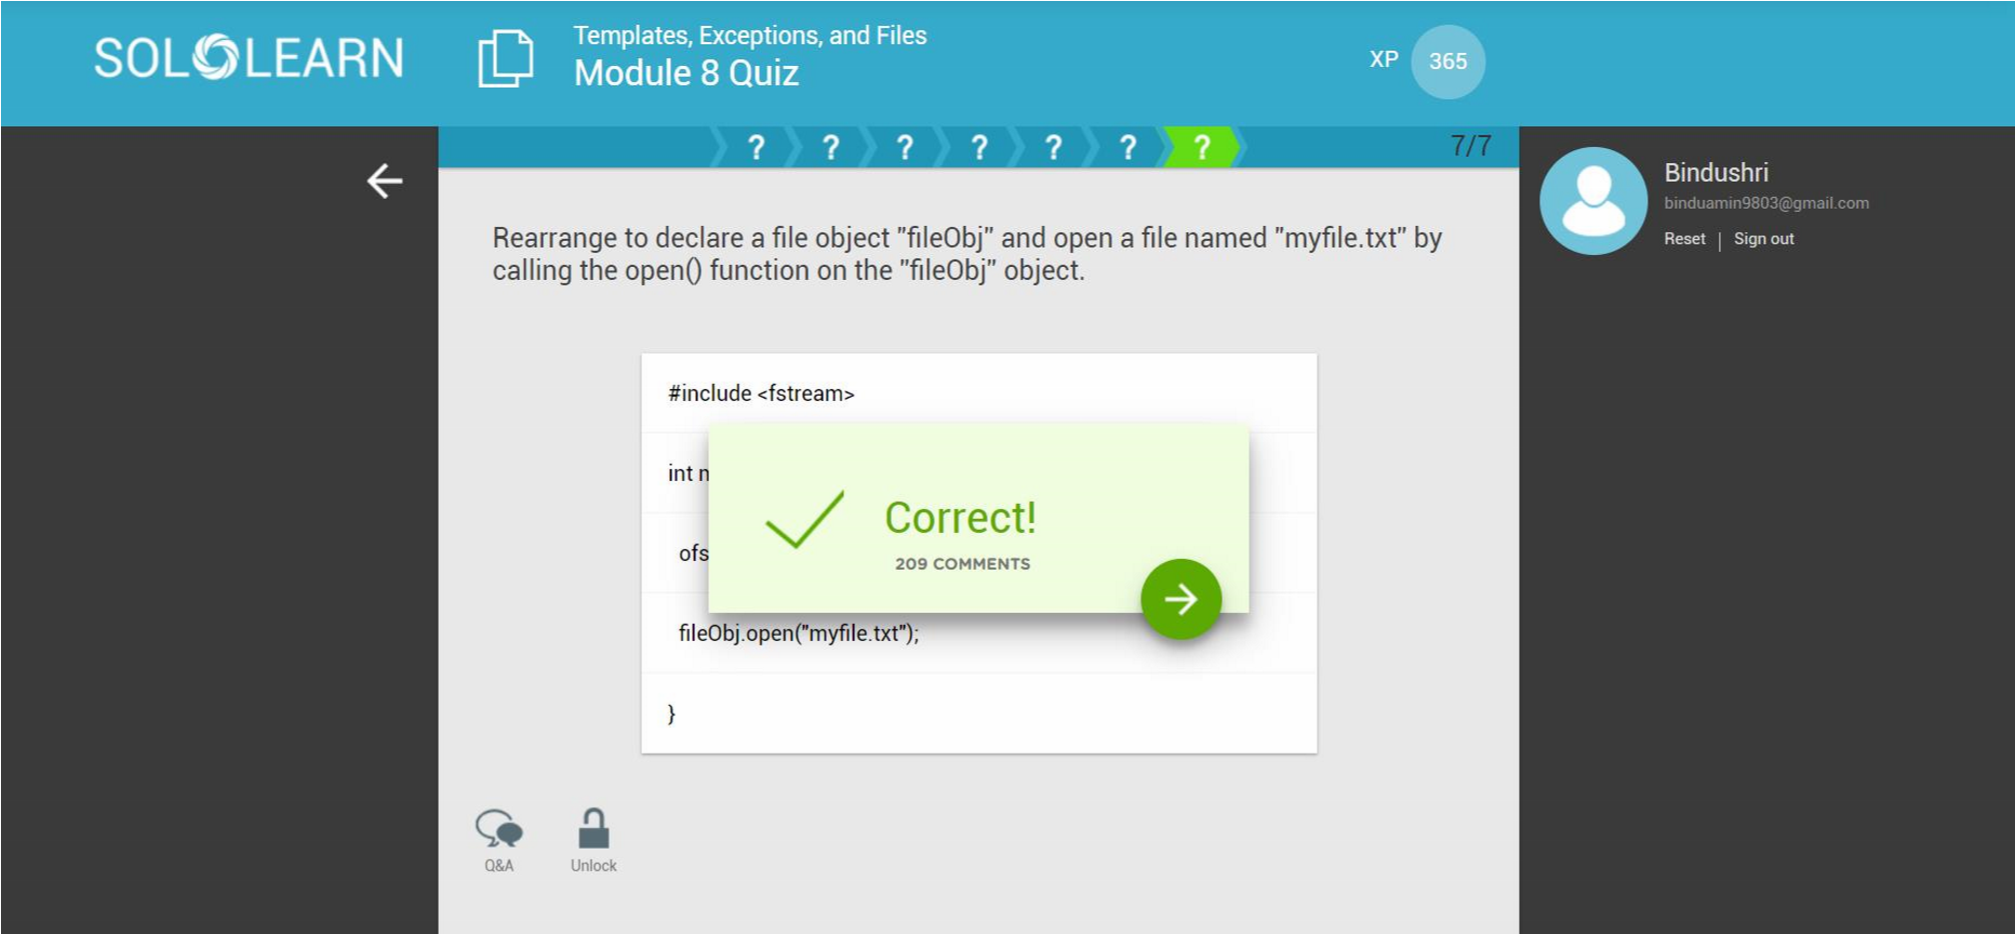 SOLOLEARN
Templates, Exceptions, and Files
Module 8 Quiz
XP 365
? ? ? ? ? ? ?
7/7
Bindushri
binduamin9803@gmail.com
Reset | Sign out
Rearrange to declare a file object "fileObj" and open a file named "myfile.txt" by
calling the open() function on the "fileObj" object.
#include <fstream>
int
Correct!
209 COMMENTS
ofs
fileObj.open("myfile.txt");
}
Q&A
Unlock